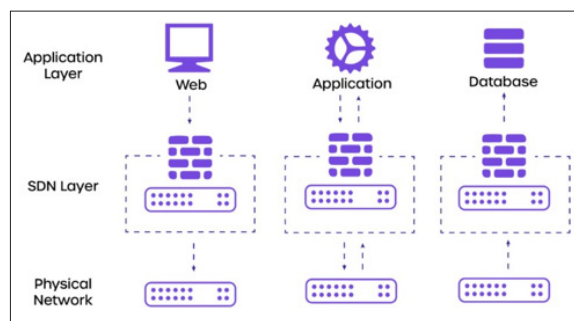 Application
Layer
Web
Application
Database
SDN Layer
Physical
Network